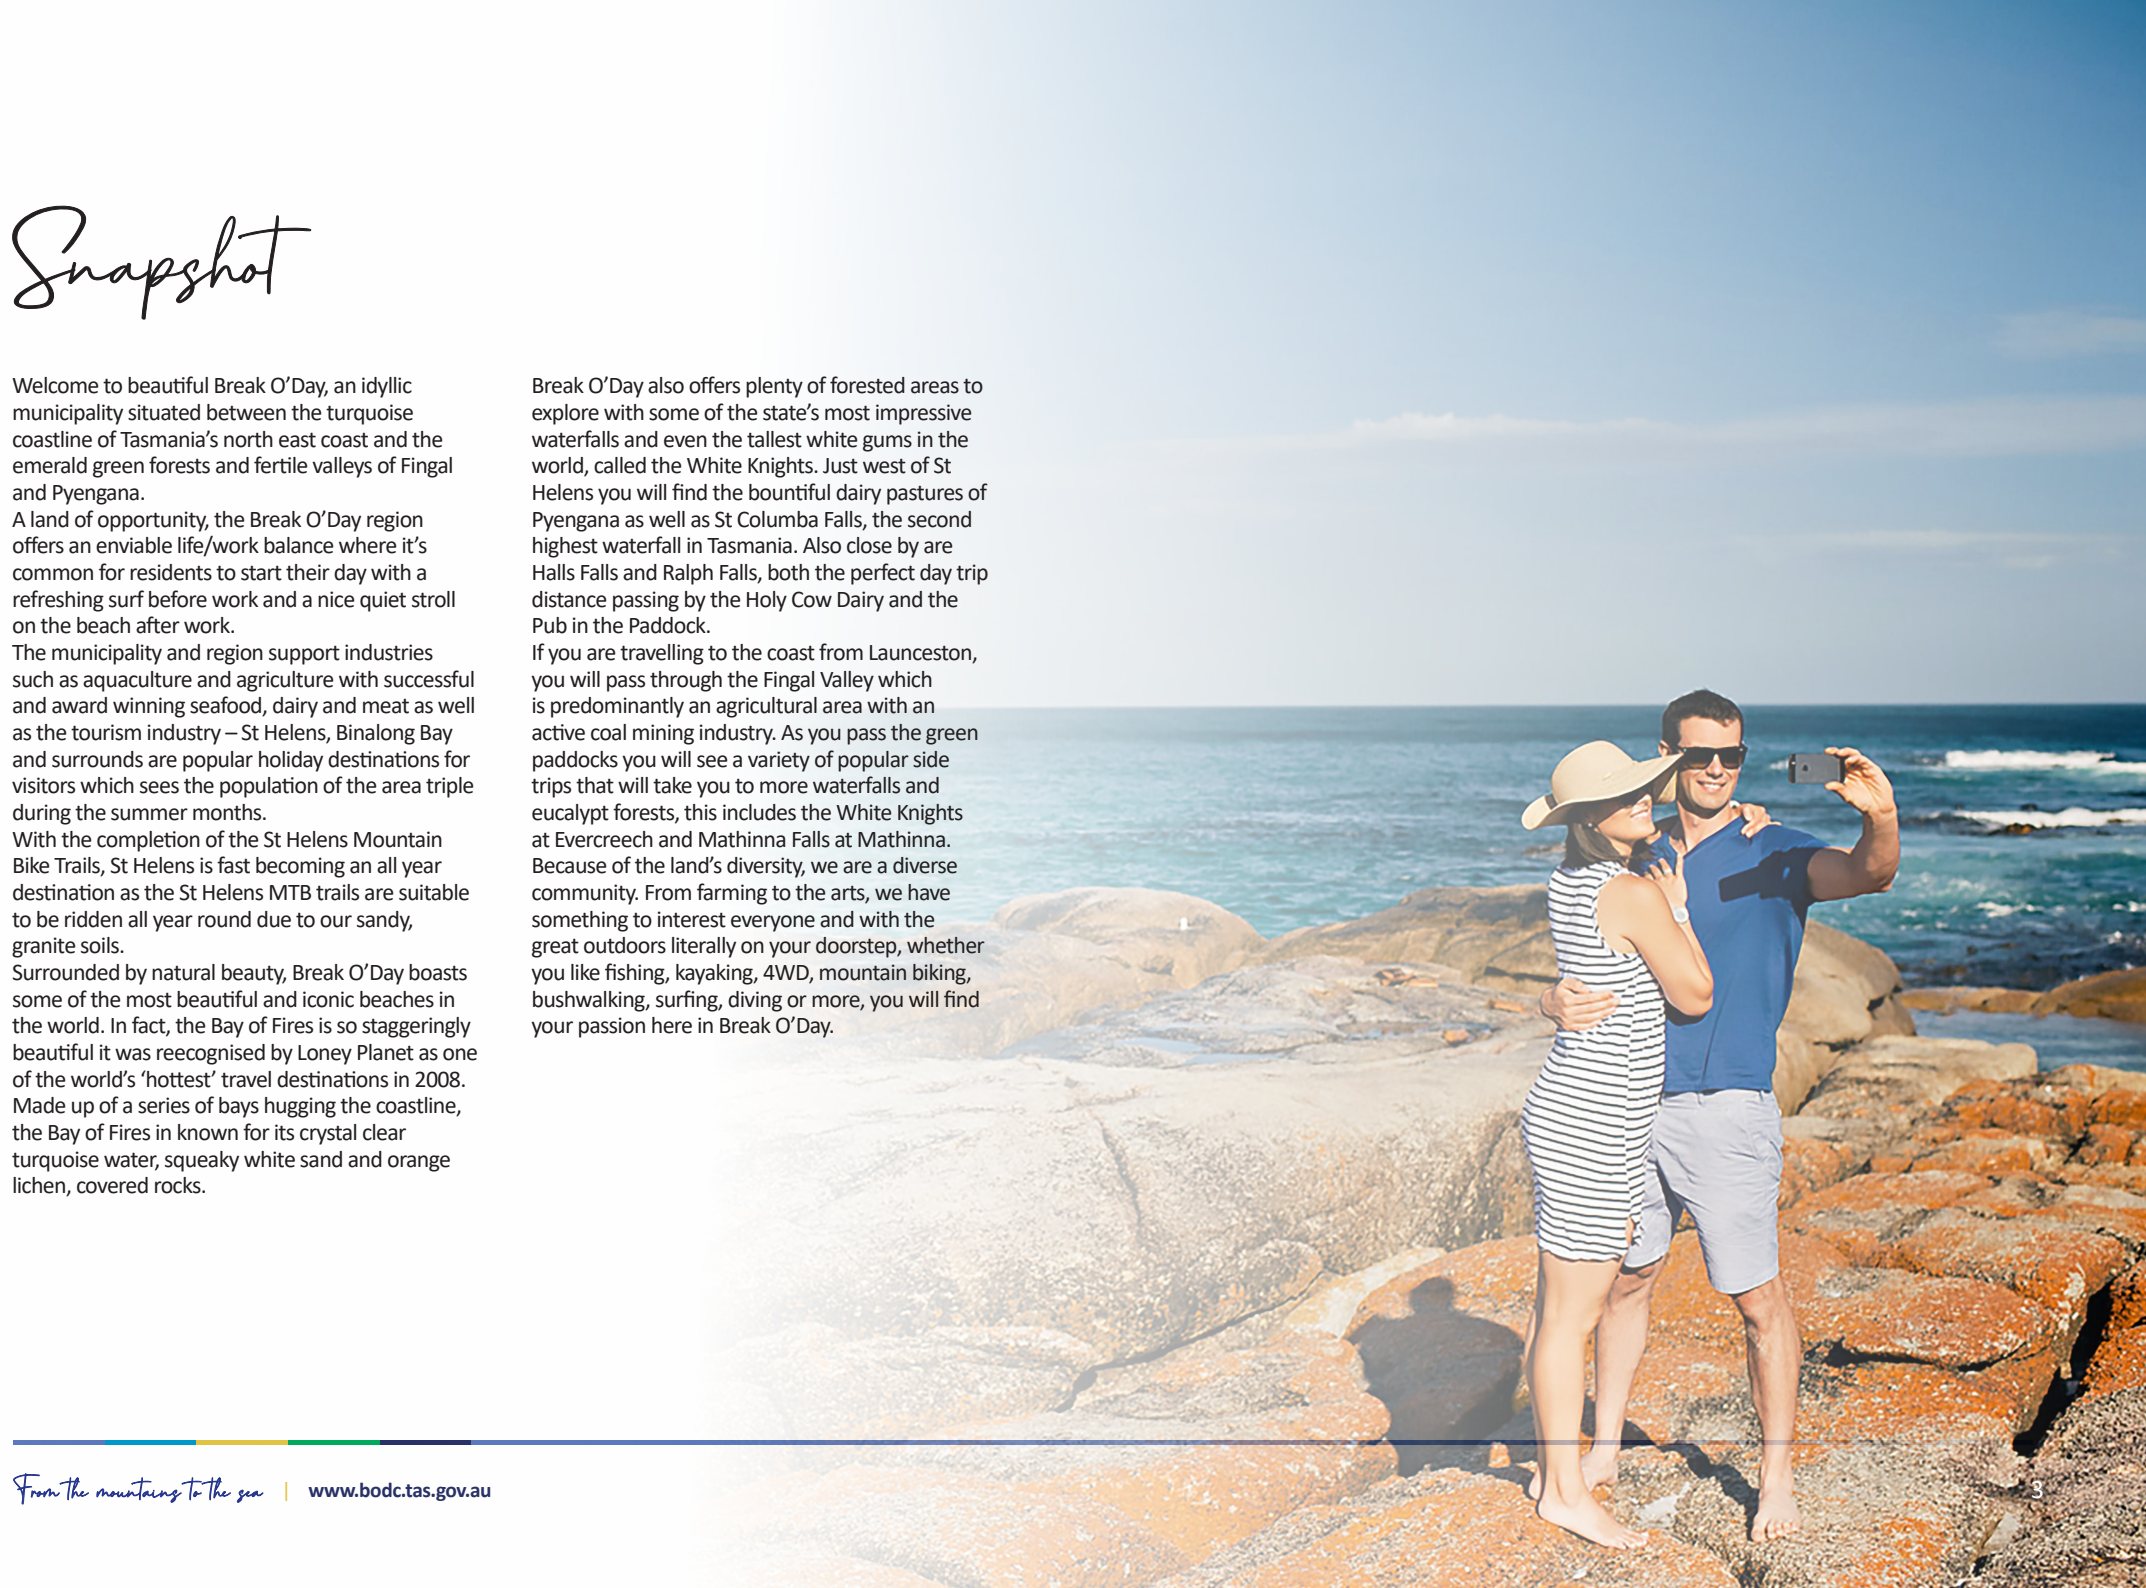 Snapshot
Welcome to beautiful Break O’Day, an idyllic
municipality situated between the turquoise
coastline of Tasmania’s north east coast and the
emerald green forests and fertile valleys of Fingal
and Pyengana.
A land of opportunity, the Break O’Day region
offers an enviable life/work balance where it’s
common for residents to start their day with a
refreshing surf before work and a nice quiet stroll
on the beach after work.
The municipality and region support industries
such as aquaculture and agriculture with successful
and award winning seafood, dairy and meat as well
as the tourism industry – St Helens, Binalong Bay
and surrounds are popular holiday destinations for
visitors which sees the population of the area triple
during the summer months.
With the completion of the St Helens Mountain
Bike Trails, St Helens is fast becoming an all year
destination as the St Helens MTB trails are suitable
to be ridden all year round due to our sandy,
granite soils.
Surrounded by natural beauty, Break O’Day boasts
some of the most beautiful and iconic beaches in
the world. In fact, the Bay of Fires is so staggeringly
beautiful it was reecognised by Loney Planet as one
of the world’s ‘hottest’ travel destinations in 2008.
Made up of a series of bays hugging the coastline,
the Bay of Fires in known for its crystal clear
turquoise water, squeaky white sand and orange
lichen, covered rocks.
Break O’Day also offers plenty of forested areas to
explore with some of the state’s most impressive
waterfalls and even the tallest white gums in the
world, called the White Knights. Just west of St
Helens you will find the bountiful dairy pastures of
Pyengana as well as St Columba Falls, the second
highest waterfall in Tasmania. Also close by are
Halls Falls and Ralph Falls, both the perfect day trip
distance passing by the Holy Cow Dairy and the
Pub in the Paddock.
If you are travelling to the coast from Launceston,
you will pass through the Fingal Valley which
is predominantly an agricultural area with an
active coal mining industry. As you pass the green
paddocks you will see a variety of popular side
trips that will take you to more waterfalls and
eucalypt forests, this includes the White Knights
at Evercreech and Mathinna Falls at Mathinna.
Because of the land’s diversity, we are a diverse
community. From farming to the arts, we have
something to interest everyone and with the
great outdoors literally on your doorstep, whether
you like fishing, kayaking, 4WD, mountain biking,
bushwalking, surfing, diving or more, you will find
your passion here in Break O’Day.
From the mountains to the sea | www.bodc.tas.gov.au
3